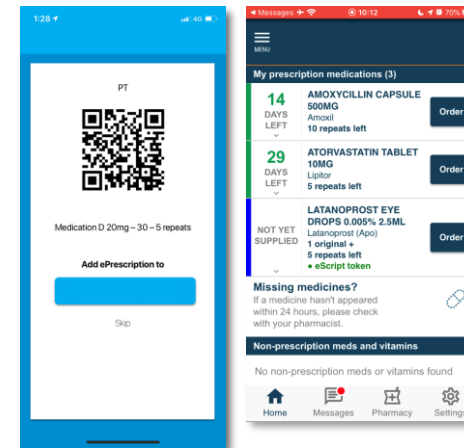 1:28
4G
PT
Medication D 20mg – 30 – 5 repeats
Add ePrescription to
Skip
Messages
10:12
70%
MENU
My prescription medications (3)
14
DAYS
LEFT
AMOXYCILLIN CAPSULE
500MG
Amoxil
10 repeats left
Order
29
DAYS
LEFT
ATORVASTATIN TABLET
10MG
Lipitor
5 repeats left
Order
NOT YET
SUPPLIED
LATANOPROST EYE
DROPS 0.005% 2.5ML
Latanoprost (Apo)
1 original +
5 repeats left
• eScript token
Order
Missing medicines?
If a medicine hasn't appeared
within 24 hours, please check
with your pharmacist.
Non-prescription meds and vitamins
No non-prescription meds or vitamins found
Home Messages Pharmacy Settings